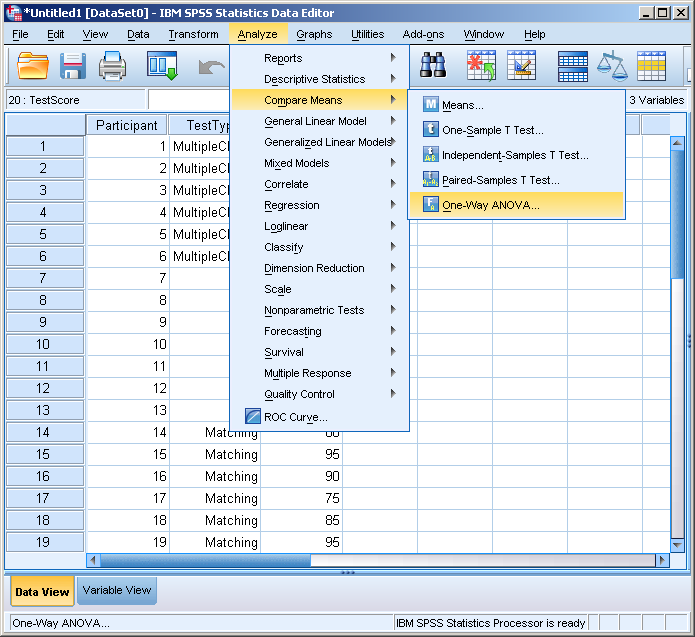 *Untitled1 [DataSet0] - IBM SPSS Statistics Data Editor
File Edit View Data Transform Analyze Graphs Utilities Add-ons Window Help
20 : TestScore
3 Variables
Participant
1 MultipleC
2 MultipleC
3 MultipleC
4 MultipleC
5 MultipleC
6 MultipleC
7
8
9
10
11
12
13
14 Matching
15 Matching 95
16 Matching 90
17 Matching 75
18 Matching 85
19 Matching 95
1
2
3
4
5
6
7
8
9
10
11
12
13
14
15
16
17
18
19
Reports
Descriptive Statistics
Compare Means
General Linear Model
Generalized Linear Models
Mixed Models
Correlate
Regression
Loglinear
Classify
Dimension Reduction
Scale
Nonparametric Tests
Forecasting
Survival
Multiple Response
Quality Control
ROC Curve...
Means...
One-Sample T Test...
Independent-Samples T Test...
Paired-Samples T Test...
One-Way ANOVA...
Data View Variable View
One-Way ANOVA... IBM SPSS Statistics Processor is ready